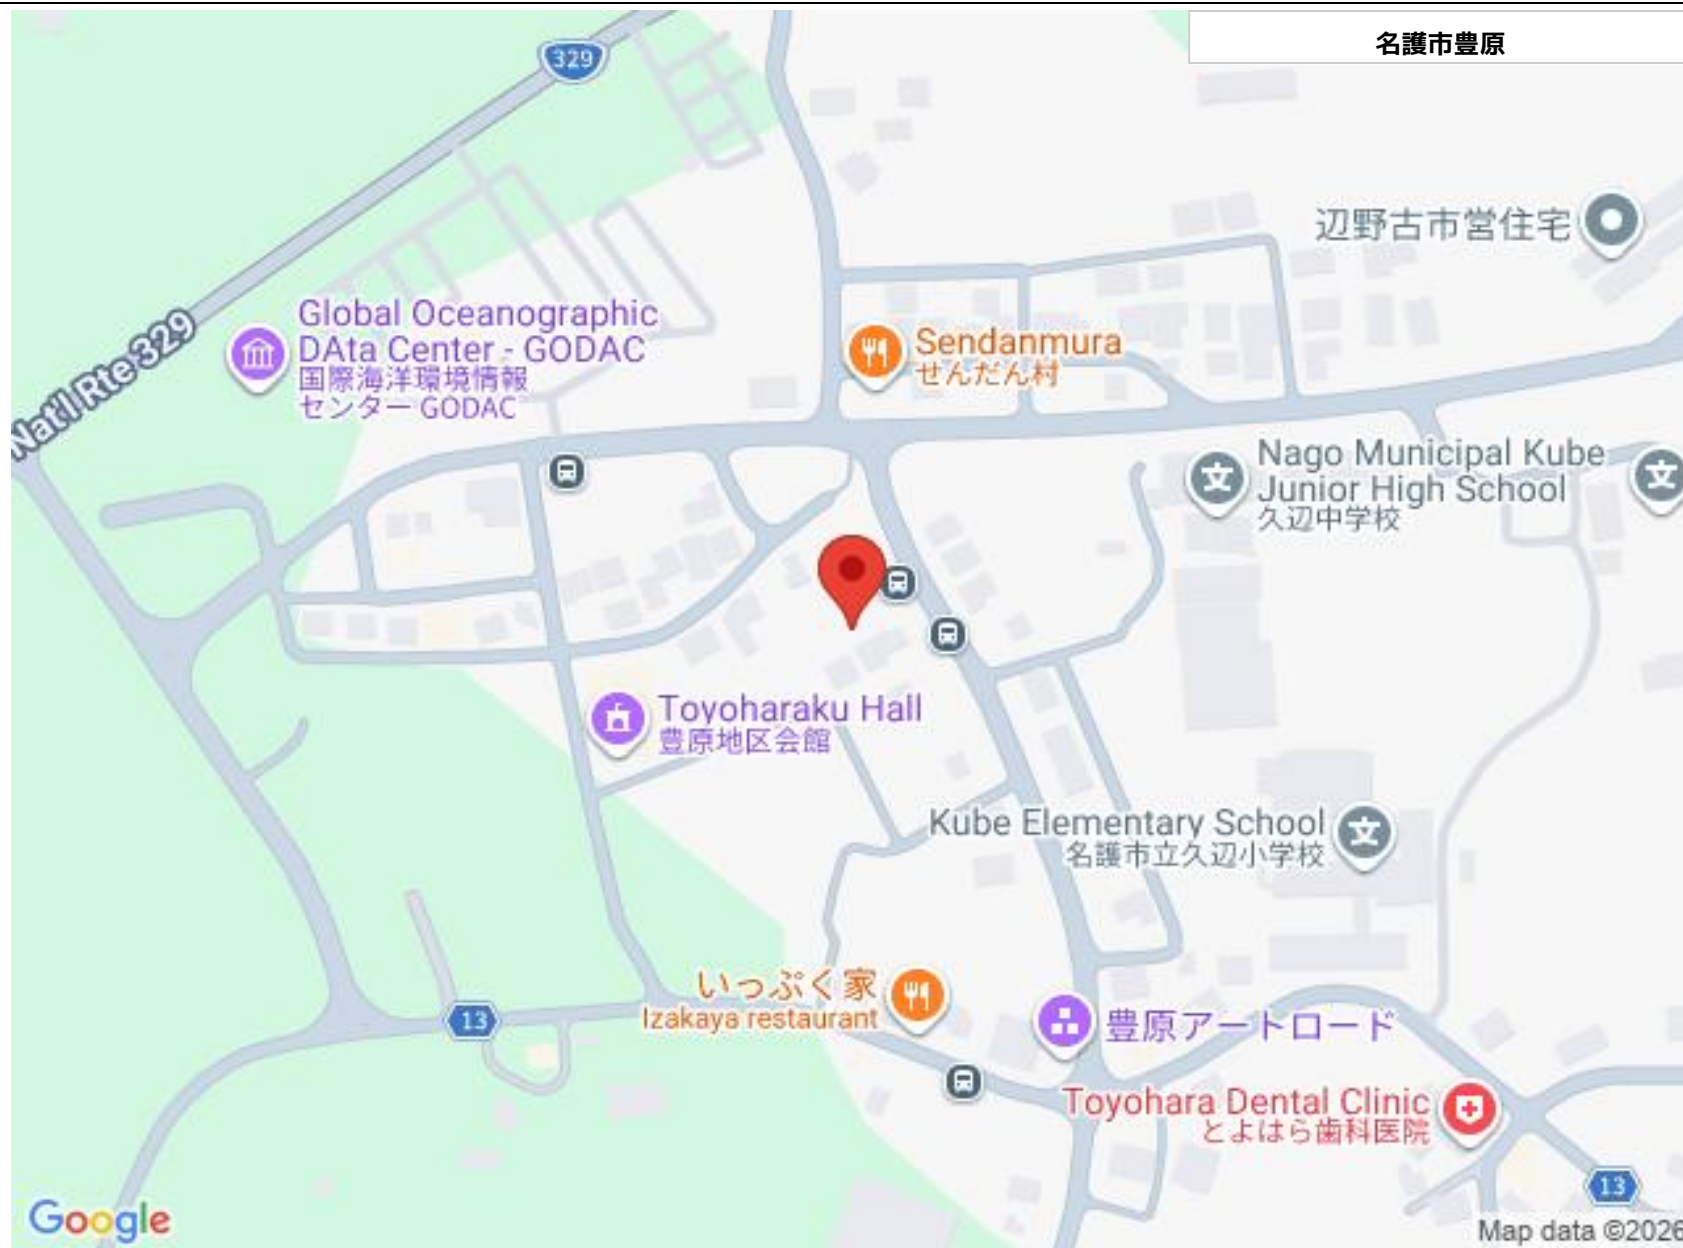 名護市豊原
329
辺野古市営住宅
Nat'l Rte 329
Global Oceanographic
DAta Center - GODAC
国際海洋環境情報
センター GODAC
Sendanmura
せんだん村
Nago Municipal Kube
Junior High School
久辺中学校
文
文
Toyoharaku Hall
豊原地区会館
Kube Elementary School
名護市立久辺小学校
文
いっぷく家
Izakaya restaurant
13
豊原アートロード
Toyohara Dental Clinic
とよはら歯科医院
13
Google
Map data ©2026